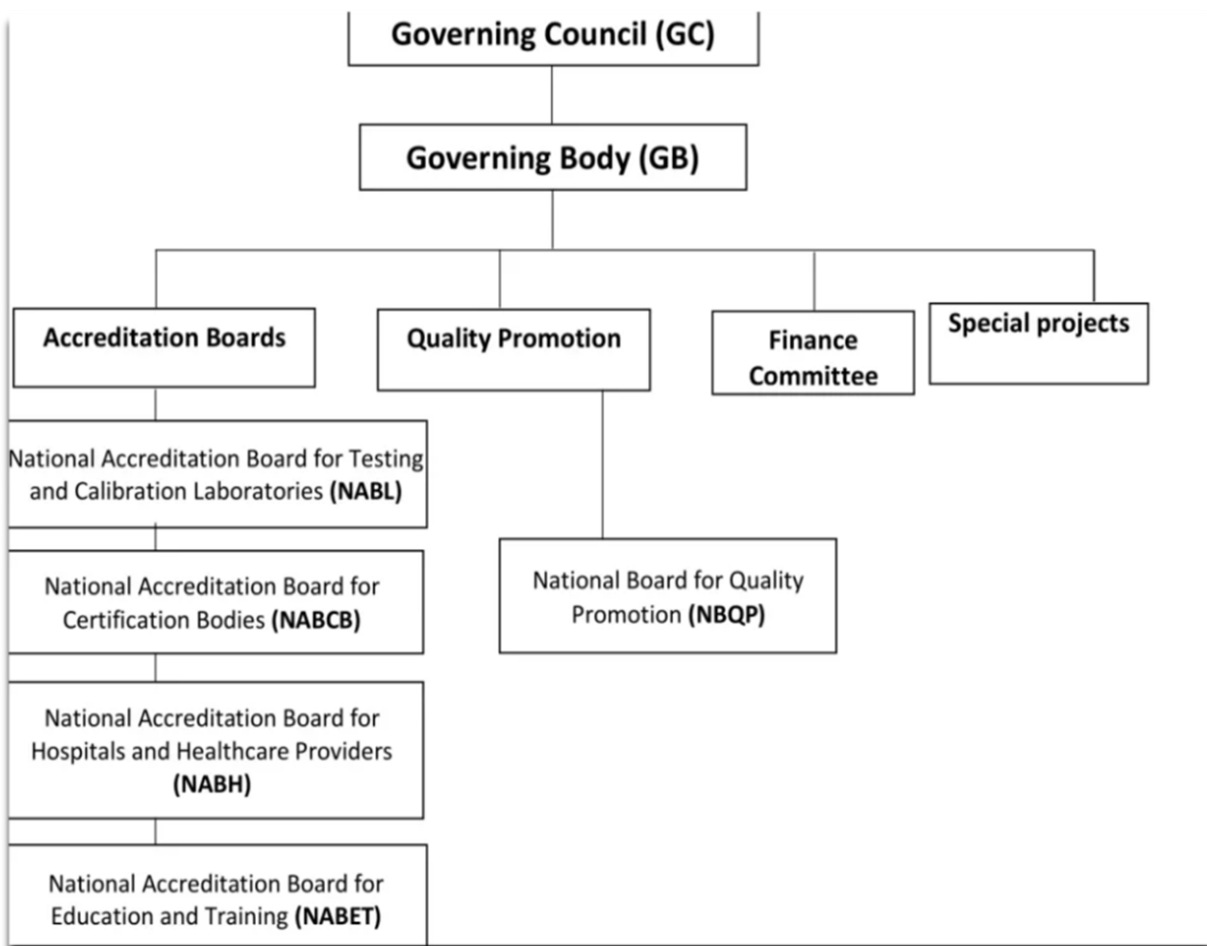 Governing Council (GC)
Governing Body (GB)
Accreditation Boards
Quality Promotion
Finance
Committee
Special projects
National Accreditation Board for Testing
and Calibration Laboratories (NABL)
National Accreditation Board for
Certification Bodies (NABCB)
National Board for Quality
Promotion (NBQP)
National Accreditation Board for
Hospitals and Healthcare Providers
(NABH)
National Accreditation Board for
Education and Training (NABET)